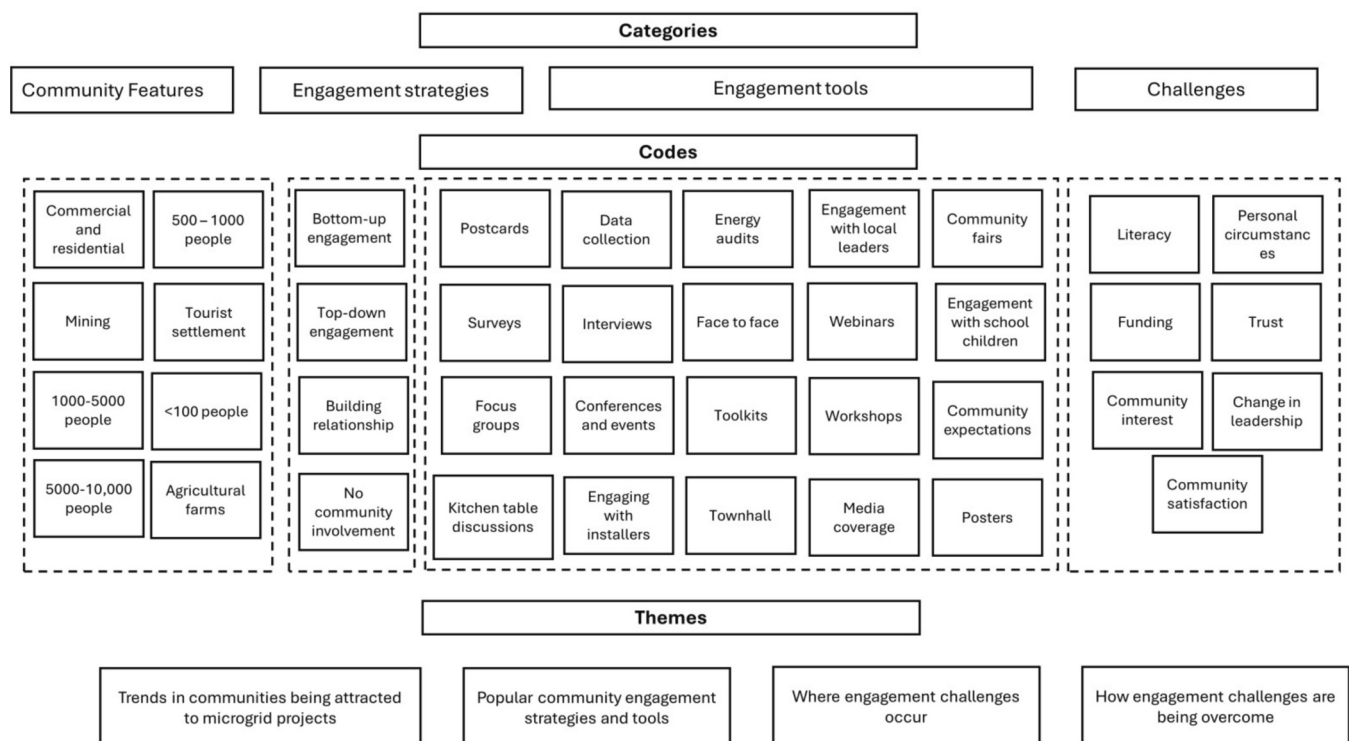 Categories
Community Features
Engagement strategies
Engagement tools
Challenges
Codes
Commercial
and
residential
500 – 1000
people
Mining
Tourist
settlement
1000-5000
people
<100 people
5000-10,000
people
Agricultural
farms
Bottom-up
engagement
Top-down
engagement
Building
relationship
No
community
involvement
Postcards
Data
collection
Energy
audits
Engagement
with local
leaders
Community
fairs
Surveys
Interviews
Face to face
Webinars
Engagement
with school
children
Focus
groups
Conferences
and events
Toolkits
Workshops
Community
expectations
Kitchen table
discussions
Engaging
with
installers
Townhall
Media
coverage
Posters
Literacy
Personal
circumstanc
es
Funding
Trust
Community
interest
Change in
leadership
Community
satisfaction
Themes
Trends in communities being attracted
to microgrid projects
Popular community engagement
strategies and tools
Where engagement challenges
occur
How engagement challenges are
being overcome